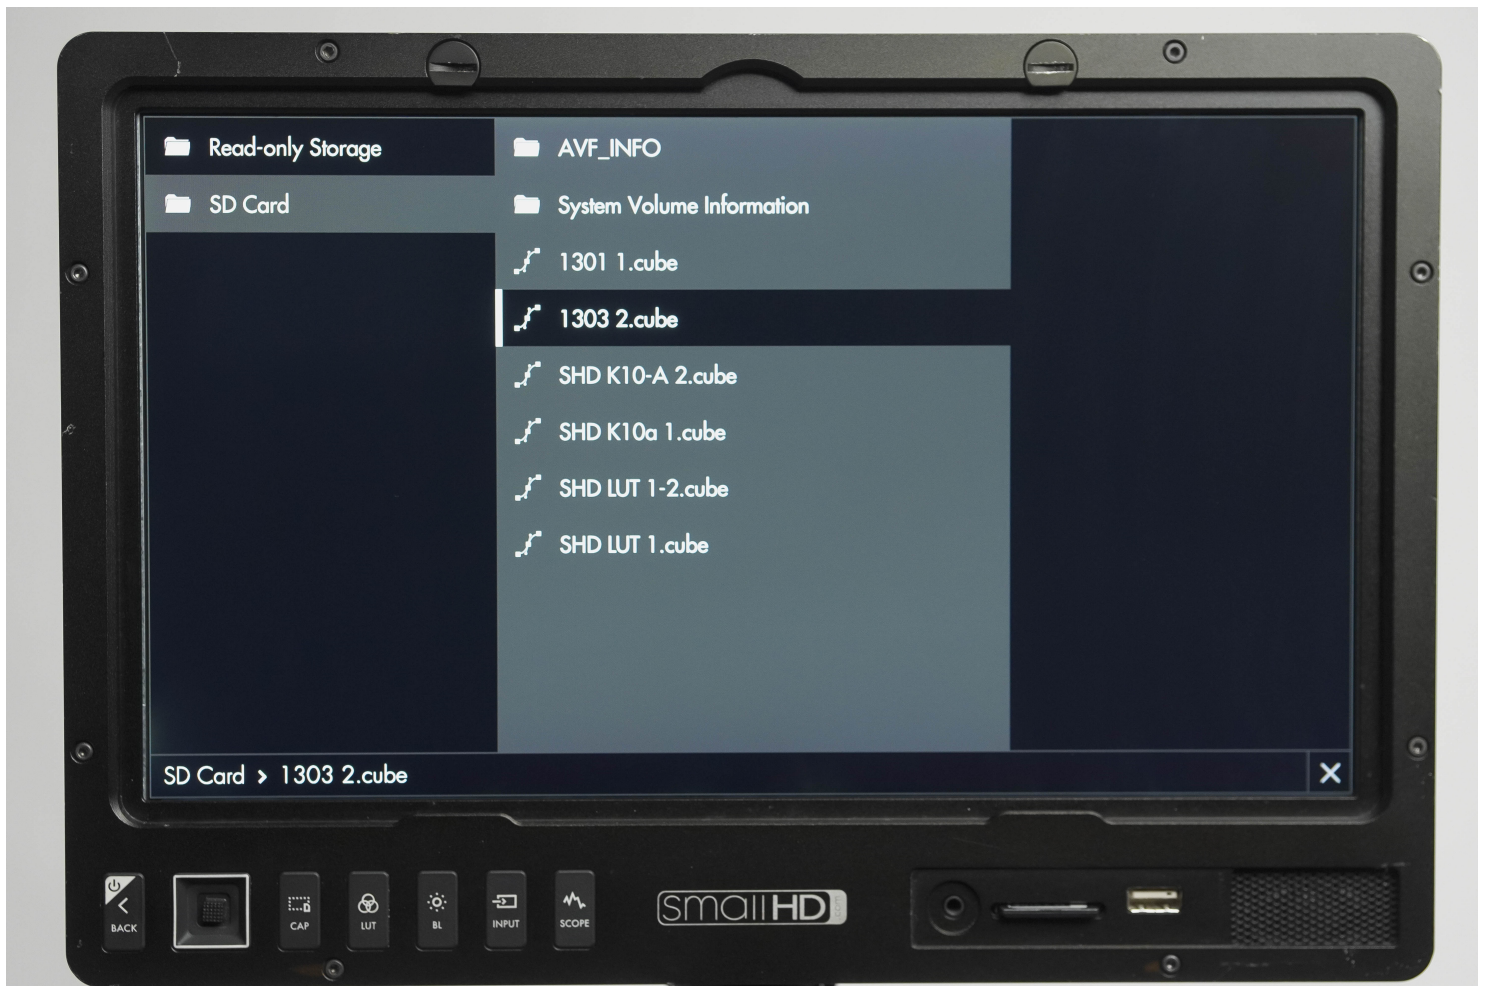 Read-only Storage
SD Card
AVF_INFO
System Volume Information
1301 1.cube
1303 2.cube
SHD K10-A 2.cube
SHD K10a 1.cube
SHD LUT 1-2.cube
SHD LUT 1.cube
SD Card > 1303 2.cube
BACK
CAP
LUT
BL
INPUT
SCOPE
smallHD.com